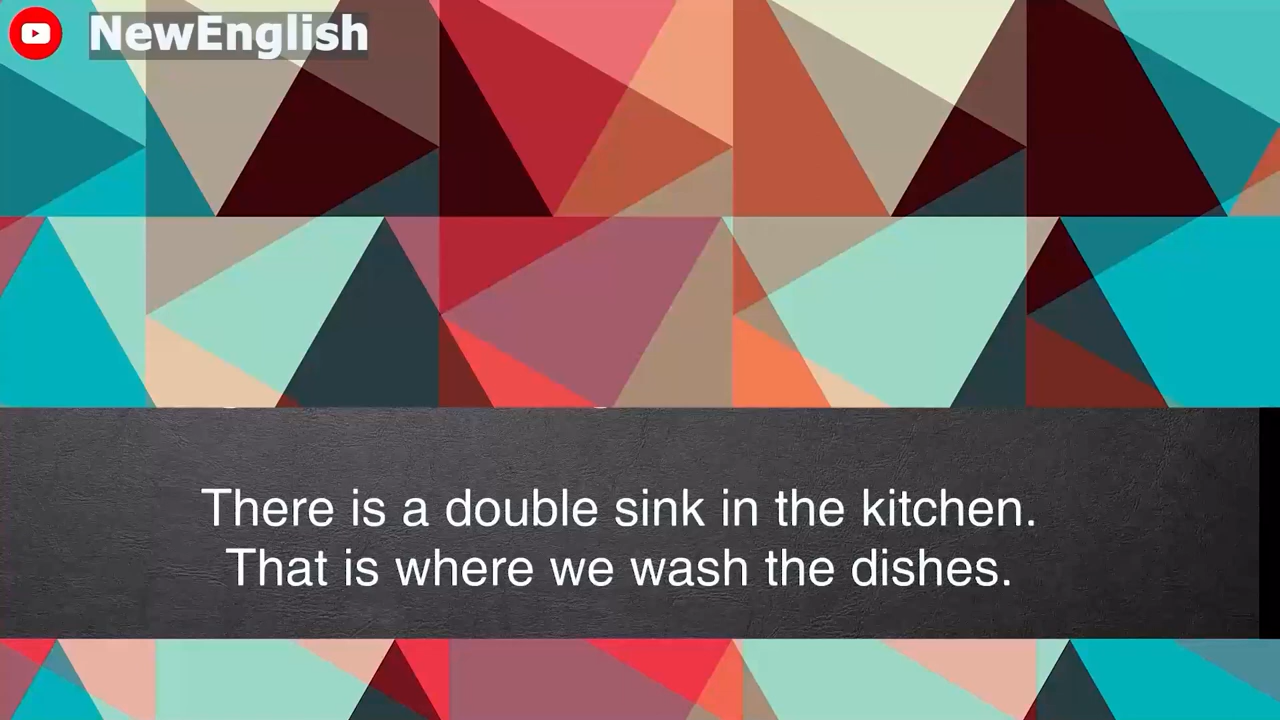 NewEnglish
There is a double sink in the kitchen.
That is where we wash the dishes.